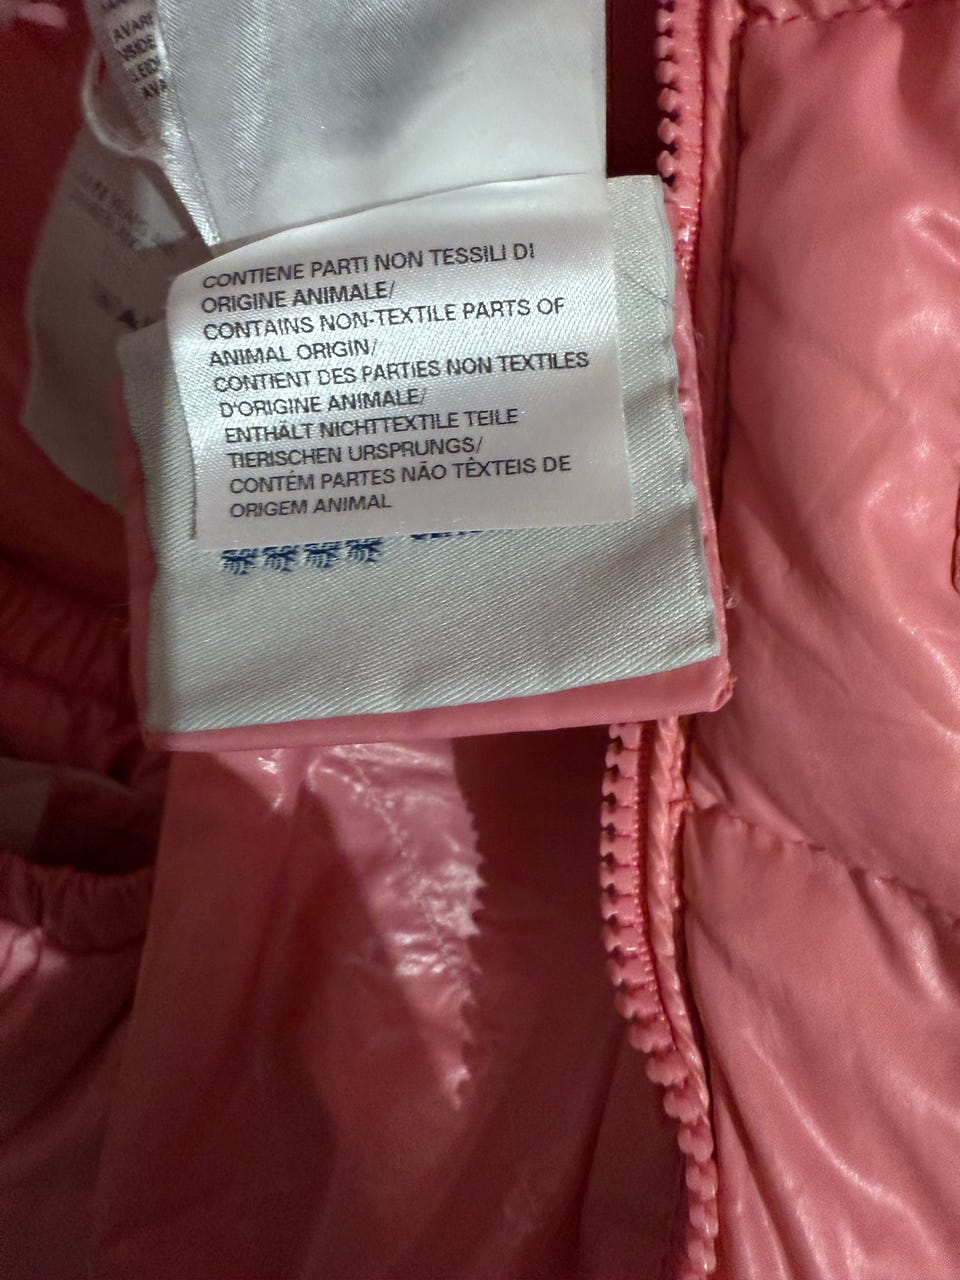 AVARE
CONTIENE PARTI NON TESSILI DI
ORIGINE ANIMALE/
CONTAINS NON-TEXTILE PARTS OF
ANIMAL ORIGIN/
CONTIENT DES PARTIES NON TEXTILES
D'ORIGINE ANIMALE/
ENTHÄLT NICHTTEXTILE TEILE
TIERISCHEN URSPRUNGS/
CONTÉM PARTES NÃO TÊXTEIS DE
ORIGEM ANIMAL